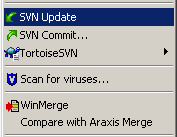 SVN Update
SVN Commit...
TortoiseSVN
Scan for viruses...
WinMerge
Compare with Araxis Merge